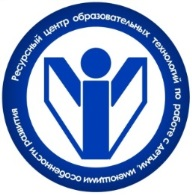 Ресурсный центр образовательных технологий по работе с детьми, имеющими особенности развития